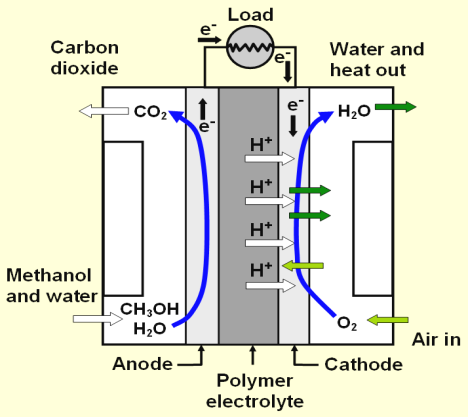 Load
e-
e-
Carbon
dioxide
Water and
heat out
CO2
e-
e-
H2O
H+
H+
H+
H+
Methanol
and water
CH3OH
H2O
O2
Air in
Anode
Cathode
Polymer
electrolyte